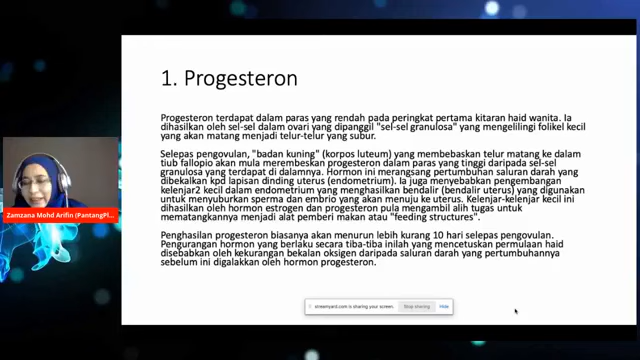 1. Progesteron
Progesteron terdapat dalam paras yang rendah pada peringkat pertama kitaran haid wanita. Ia
dihasilkan oleh sel-sel dalam ovari yang dipanggil "sel-sel granulosa" yang mengelilingi folikel kecil
yang akan matang menjadi telur-telur yang subur.
Selepas pengovulan, "badan kuning" (korpos luteum) yang membebaskan telur matang ke dalam
tiub fallopio akan mula merembeskan progesteron dalam paras yang tinggi daripada sel-sel
granulosa yang terdapat di dalamnya. Hormon ini merangsang pertumbuhan saluran darah yang
dibekalkan kpd lapisan dinding uterus (endometrium). Ia juga menyebabkan pengembangan
kelenjar2 kecil dalam endometrium yang menghasilkan bendalir (bendalir uterus) yang digunakan
untuk menyuburkan sperma dan embrio yang akan menuju ke uterus. Kelenjar-kelenjar kecil ini
dihasilkan oleh hormon estrogen dan progesteron pula mengambil alih tugas untuk
mematangkannya menjadi alat pemberi makan atau "feeding structures".
Penghasilan progesteron biasanya akan menurun lebih kurang 10 hari selepas pengovulan.
Pengurangan hormon yang berlaku secara tiba-tiba inilah yang mencetuskan permulaan haid
disebabkan oleh kekurangan bekalan oksigen daripada saluran darah yang pertumbuhannya
sebelum ini digalakkan oleh hormon progesteron.
Zamzana Mohd Arifin (PantangPl...
streamyard.com is sharing your screen. Stop sharing Hide